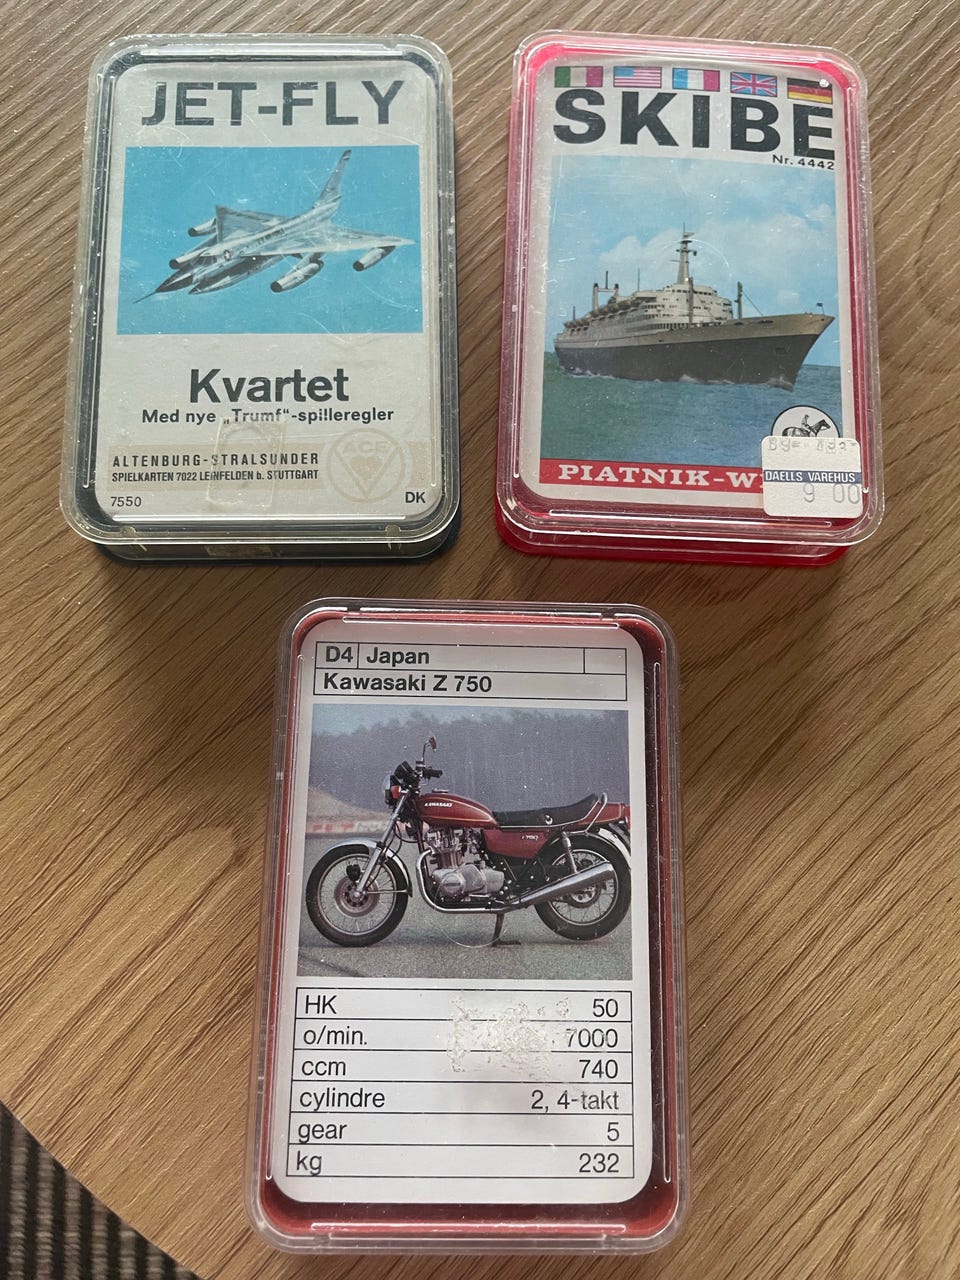 JET-FLY
Kvartet
Med nye „Trumf“-spilleregler
ALTENBURG-STRALSUNDER
SPIELKARTEN 7022 LEINFELDEN b. STUTTGART
ACE
7550
DK
SKIBE
Nr. 4442
PIATNIK-W
DAELLS VAREHUS
9 00
D4 Japan
Kawasaki Z 750
KAWASAKI
HK 50
o/min. 7000
ccm 740
cylindre 2, 4-takt
gear 5
kg 232